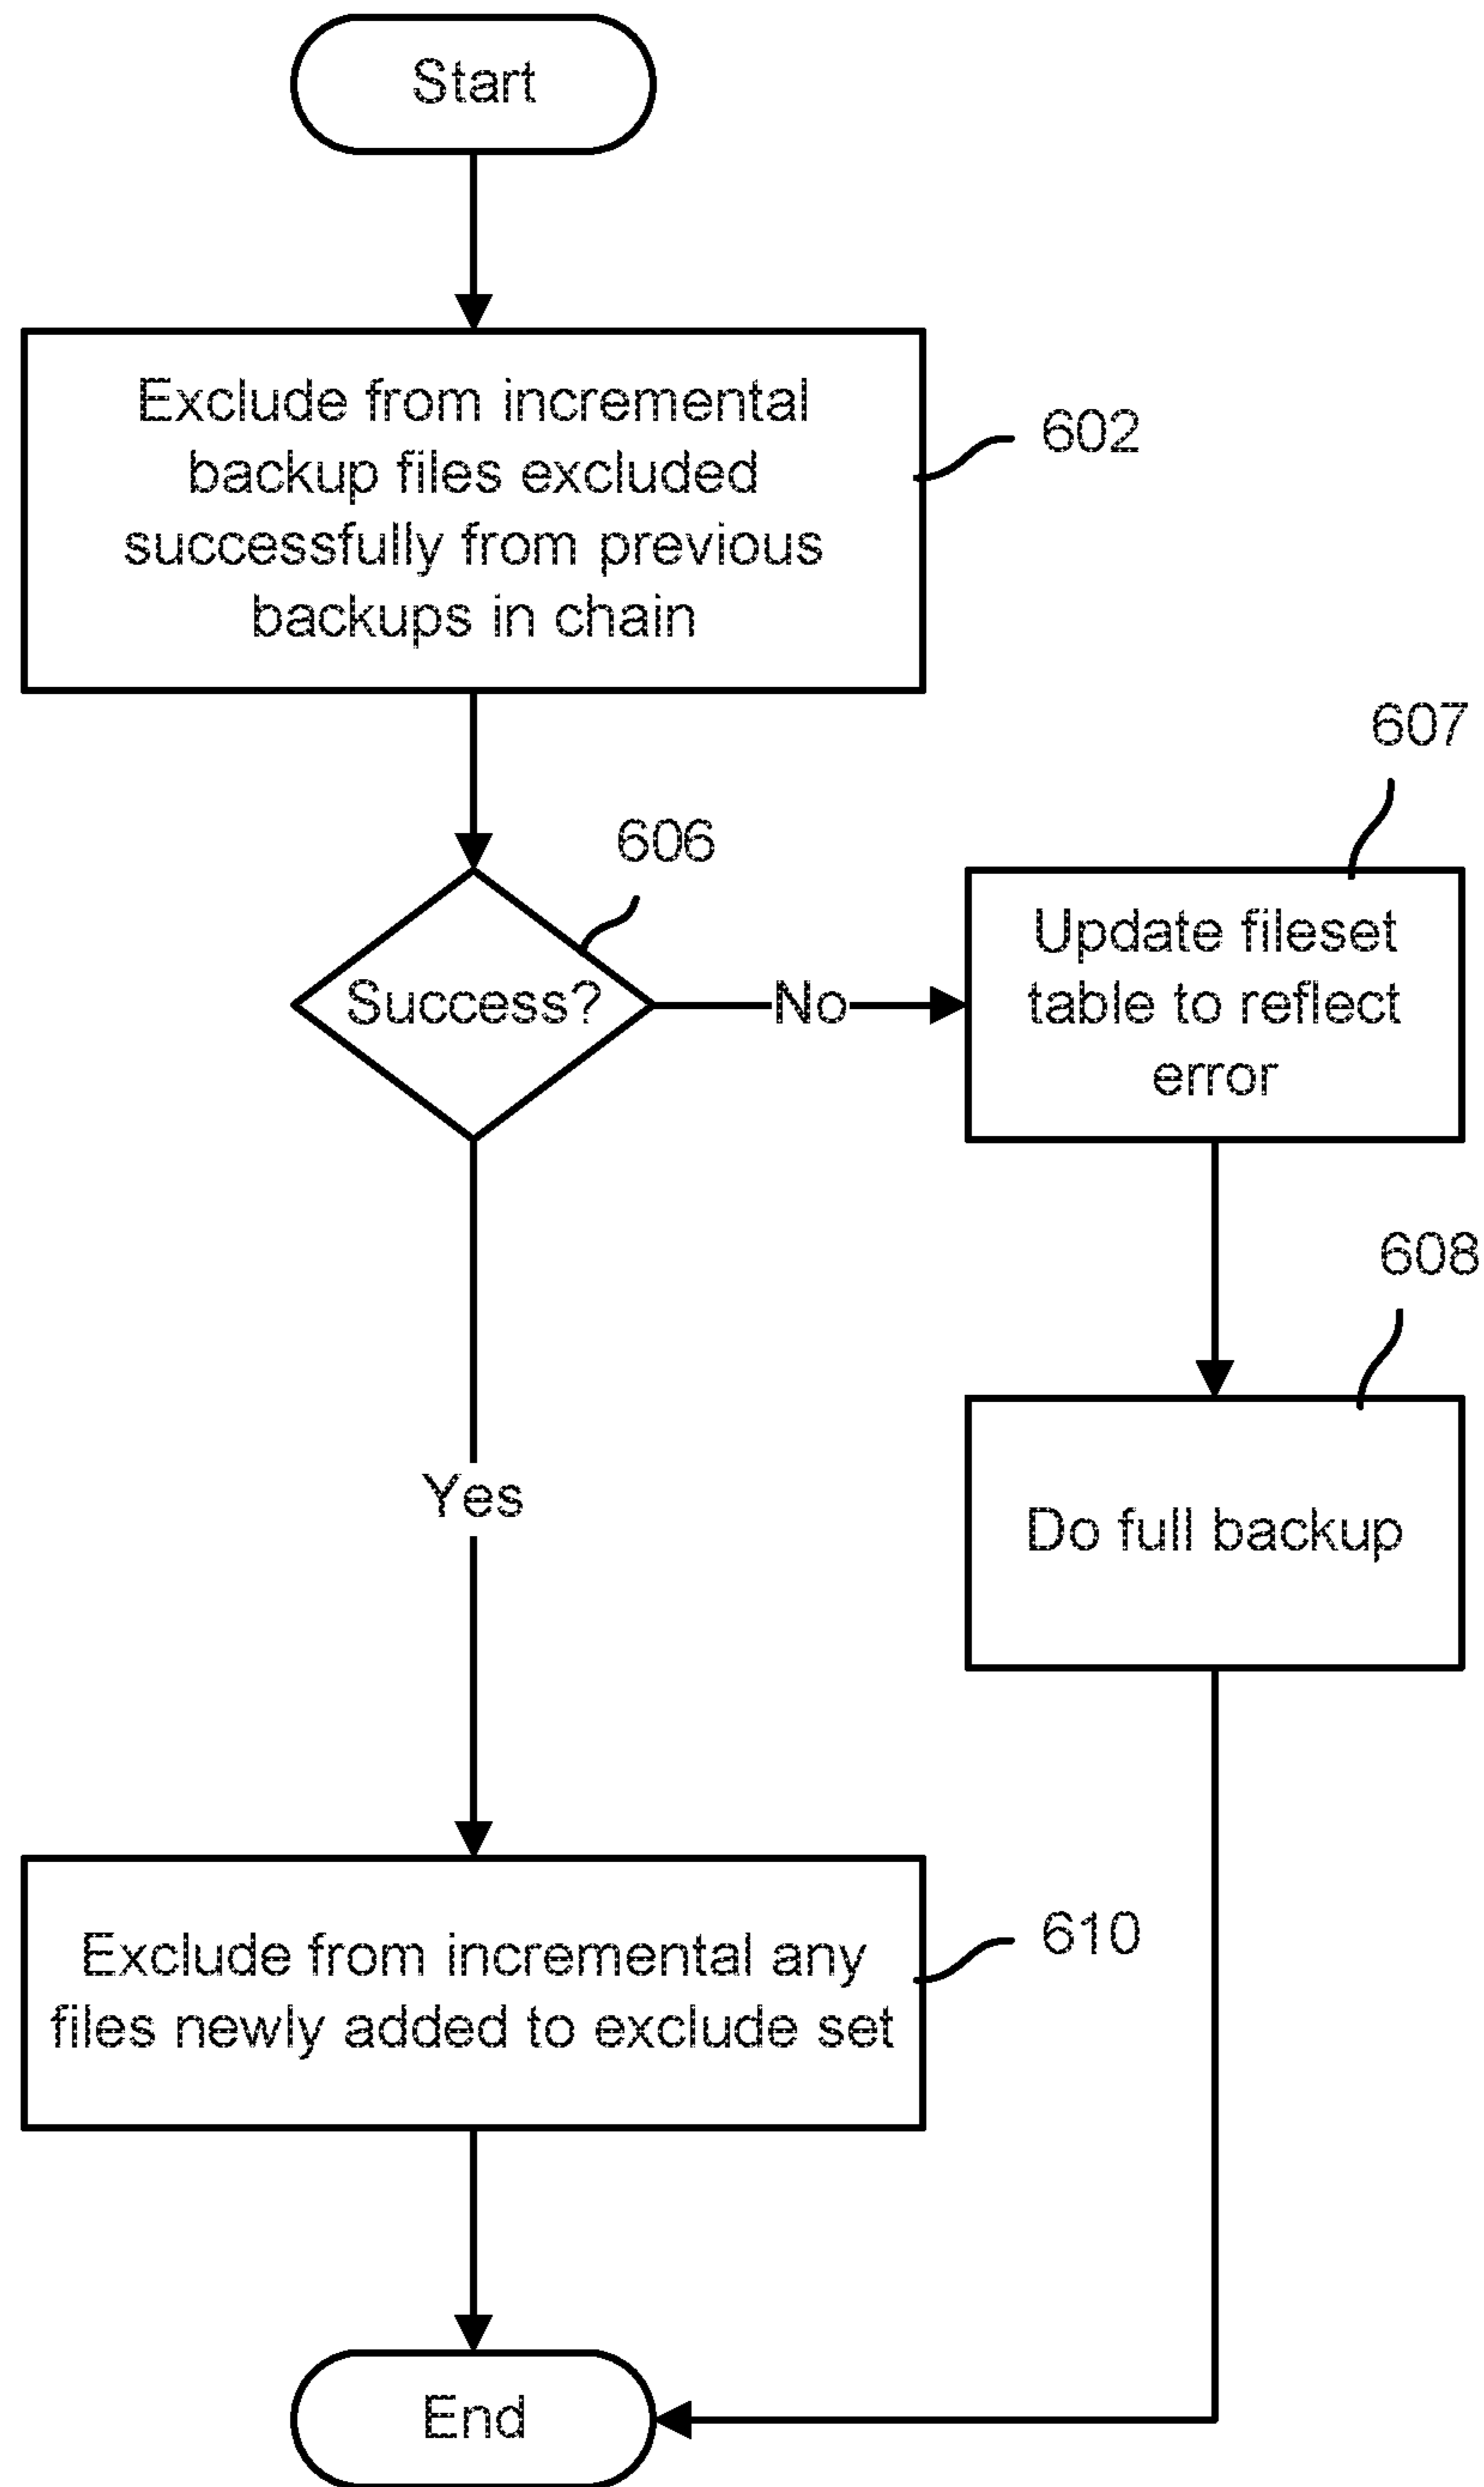 Start
Exclude from incremental
backup files excluded
successfully from previous
backups in chain
602
607
606
Success?
No
Update fileset
table to reflect
error
608
Yes
Do full backup
Exclude from incremental any
files newly added to exclude set
610
End